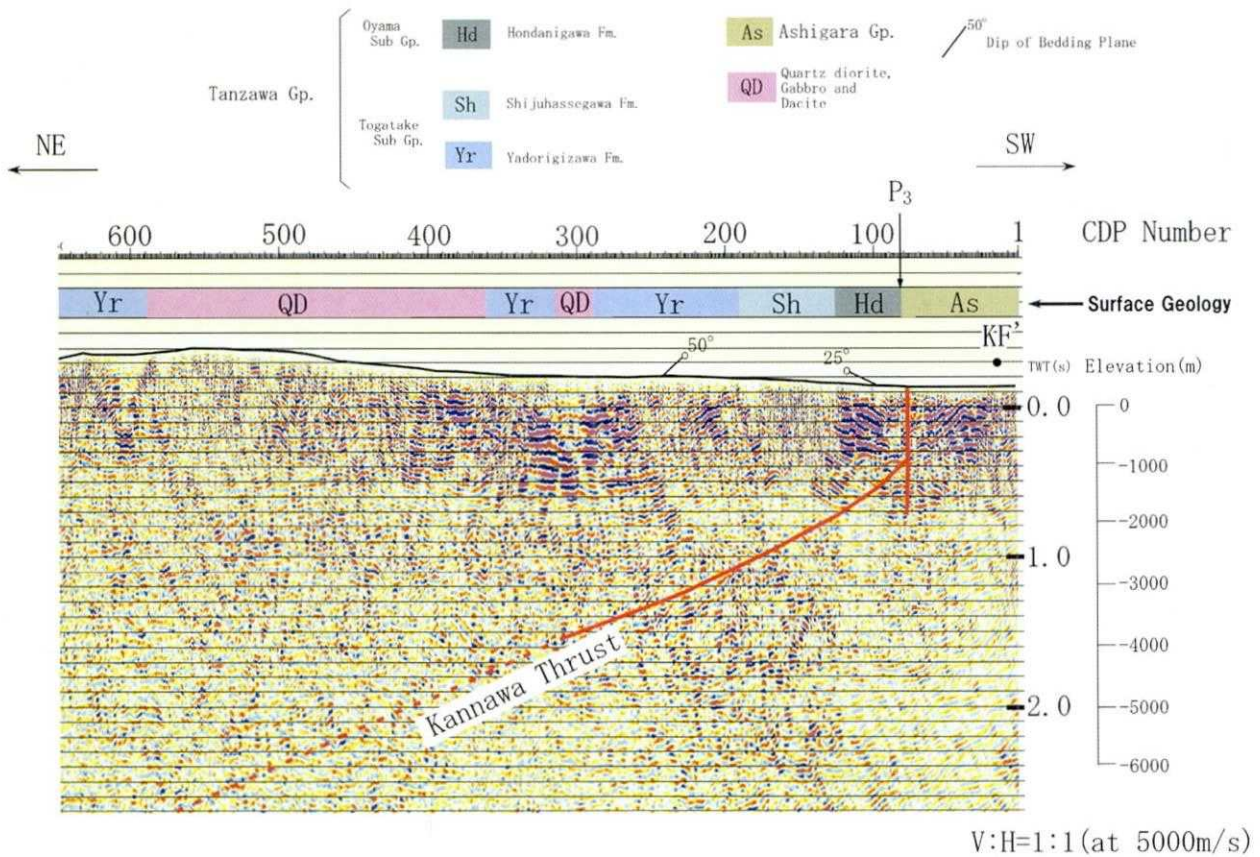 Oyama
Sub Gp.
Hd
Hondanigawa Fm.
As
Ashigara Gp.
50°
Dip of Bedding Plane
Tanzawa Gp.
Sh
Shijuhassegawa Fm.
QD
Quartz diorite,
Gabbro and
Dacite
Togatake
Sub Gp.
Yr
Yadorigizawa Fm.
NE
SW
P3
600 500 400 300 200 100 1
CDP Number
Yr QD Yr QD Yr Sh Hd As
Surface Geology
KF'
50°
25°
TWT(s) Elevation(m)
0.0
1.0
2.0
0
-1000
-2000
-3000
-4000
-5000
-6000
Kannawa Thrust
V:H=1:1(at 5000m/s)